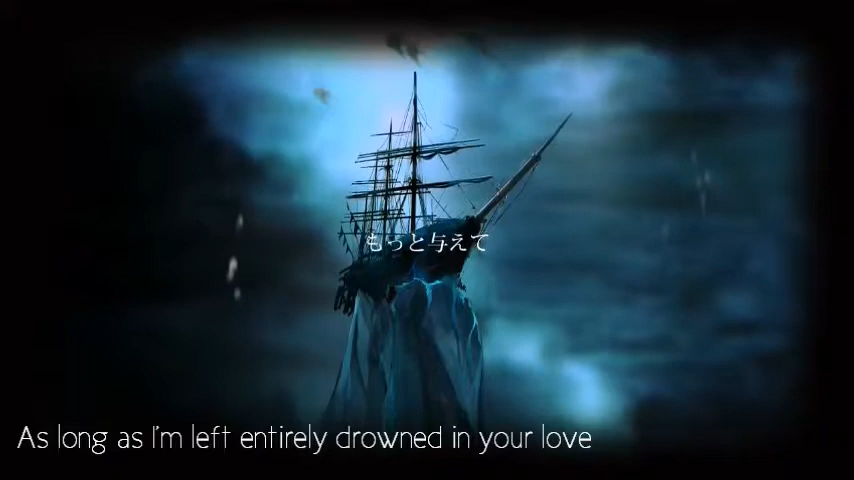 もっと与えて
As long as I'm left entirely drowned in your love